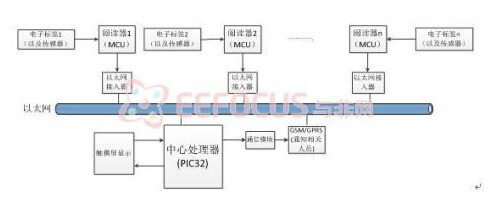 电子标签1
(以及传感器)
阅读器1
(MCU)
电子标签2
(以及传感器)
阅读器2
(MCU)
阅读器n
(MCU)
电子标签n
(以及传感器)
以太网
接入器
以太网
接入器
以太网接
入器
以太网
EEFOCUS 与非网
触摸屏显示
中心处理器
(PIC32)
通信模块
GSM/GPRS
(通知相关
人员)